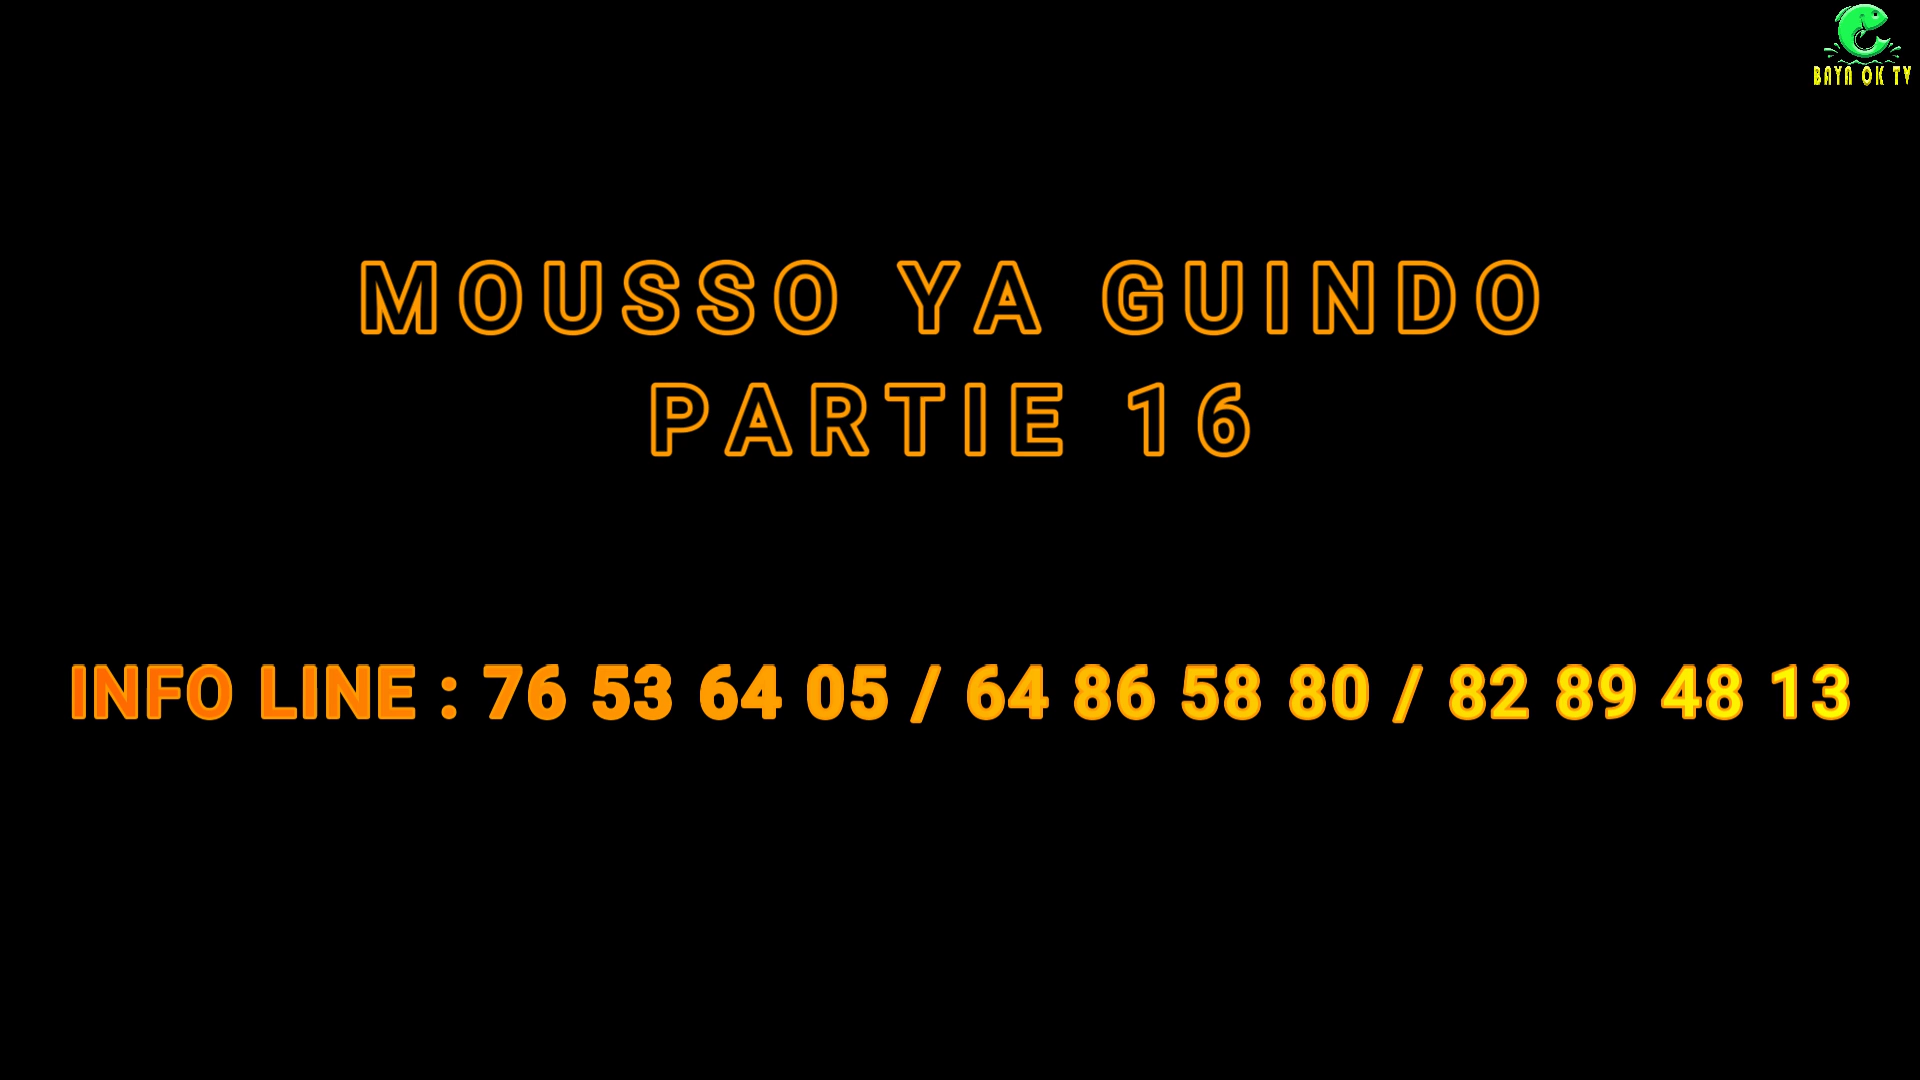 BAYA OK TV
MOUSSO YA GUINDO
PARTIE 16
INFO LINE : 76 53 64 05 / 64 86 58 80 / 82 89 48 13